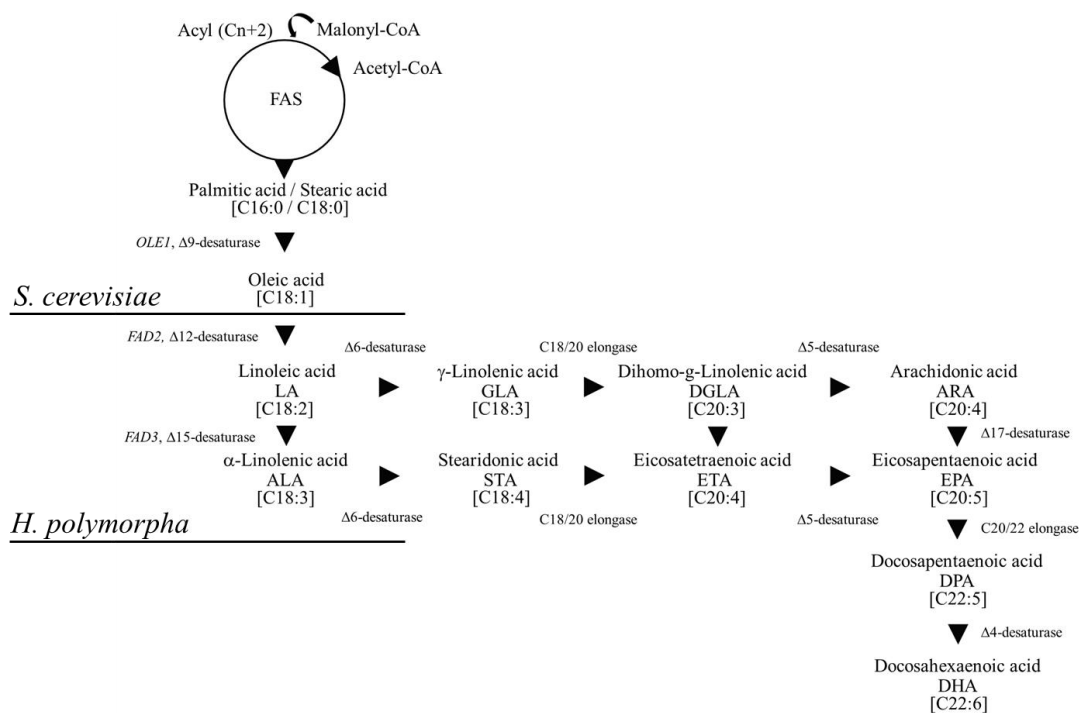 Acyl (Cn+2) Malonyl-CoA
Acetyl-CoA
FAS
Palmitic acid / Stearic acid
[C16:0 / C18:0]
OLE1, Δ9-desaturase
Oleic acid
[C18:1]
S. cerevisiae
FAD2, Δ12-desaturase
Δ6-desaturase
C18/20 elongase
Δ5-desaturase
Linoleic acid
LA
[C18:2]
γ-Linolenic acid
GLA
[C18:3]
Dihomo-g-Linolenic acid
DGLA
[C20:3]
Arachidonic acid
ARA
[C20:4]
FAD3, Δ15-desaturase
Δ17-desaturase
α-Linolenic acid
ALA
[C18:3]
Stearidonic acid
STA
[C18:4]
Eicosatetraenoic acid
ETA
[C20:4]
Eicosapentaenoic acid
EPA
[C20:5]
H. polymorpha
Δ6-desaturase
C18/20 elongase
Δ5-desaturase
C20/22 elongase
Docosapentaenoic acid
DPA
[C22:5]
Δ4-desaturase
Docosahexaenoic acid
DHA
[C22:6]